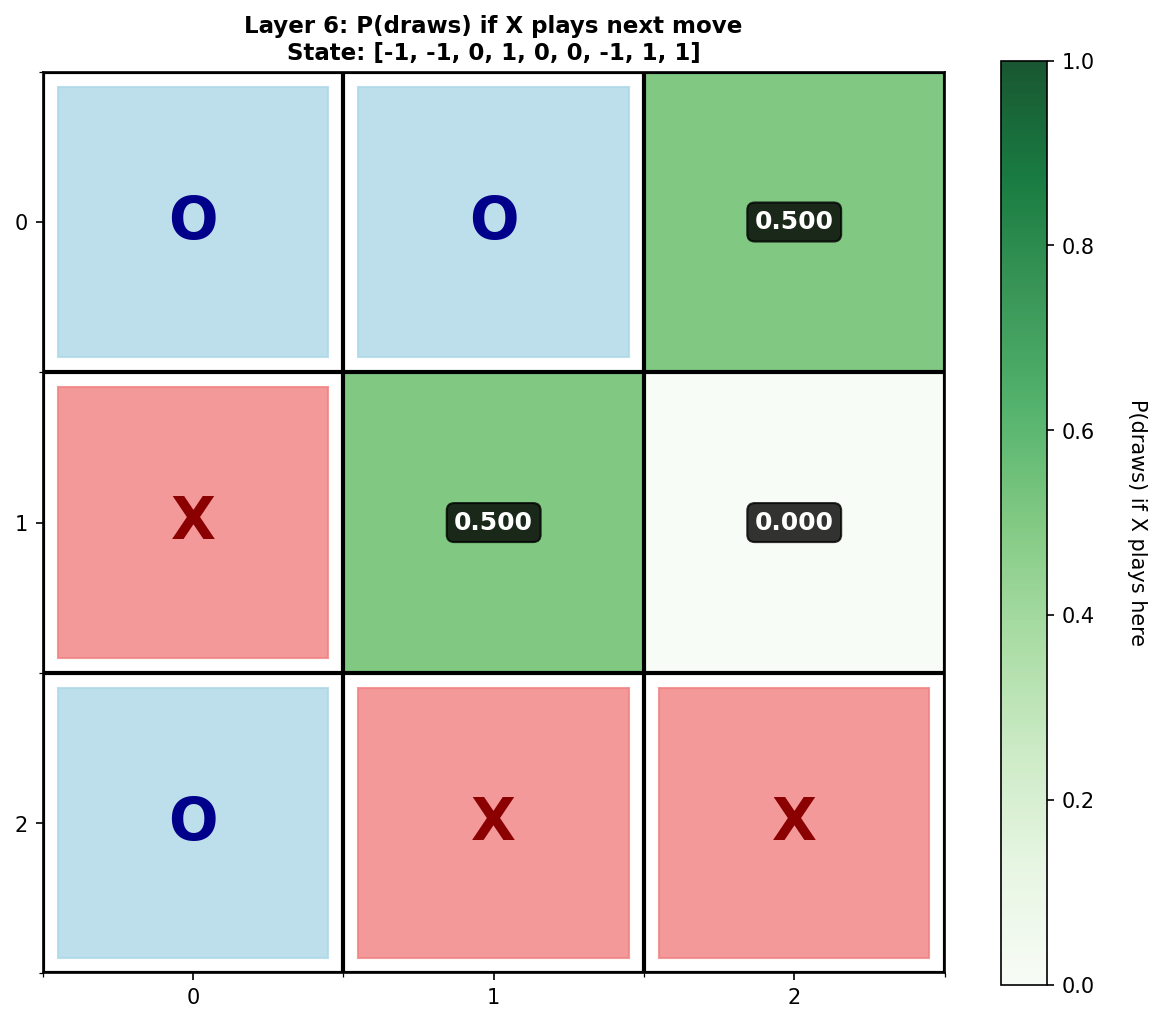 Layer 6: P(draws) if X plays next move
State: [-1, -1, 0, 1, 0, 0, -1, 1, 1]
0
O
O
0.500
1
X
0.500
0.000
2
O
X
X
0
1
2
1.0
0.8
0.6
0.4
0.2
0.0
P(draws) if X plays here